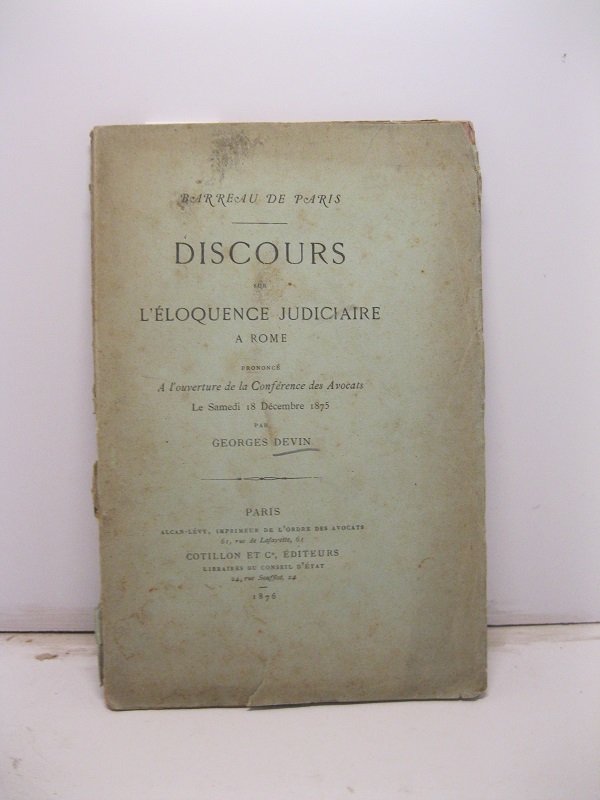 BARREAU DE PARIS
DISCOURS
SUR
L'ÉLOQUENCE JUDICIAIRE
A ROME
PRONONCÉ
A l'ouverture de la Conférence des Avocats
Le Samedi 18 Décembre 1875
PAR
GEORGES DEVIN
PARIS
ALCAN-LÉVY, IMPRIMEUR DE L'ORDRE DES AVOCATS
61, rue de Lafayette, 61
COTILLON ET Cie, ÉDITEURS
LIBRAIRES DU CONSEIL D'ÉTAT
24, rue Soufflot, 24
1876